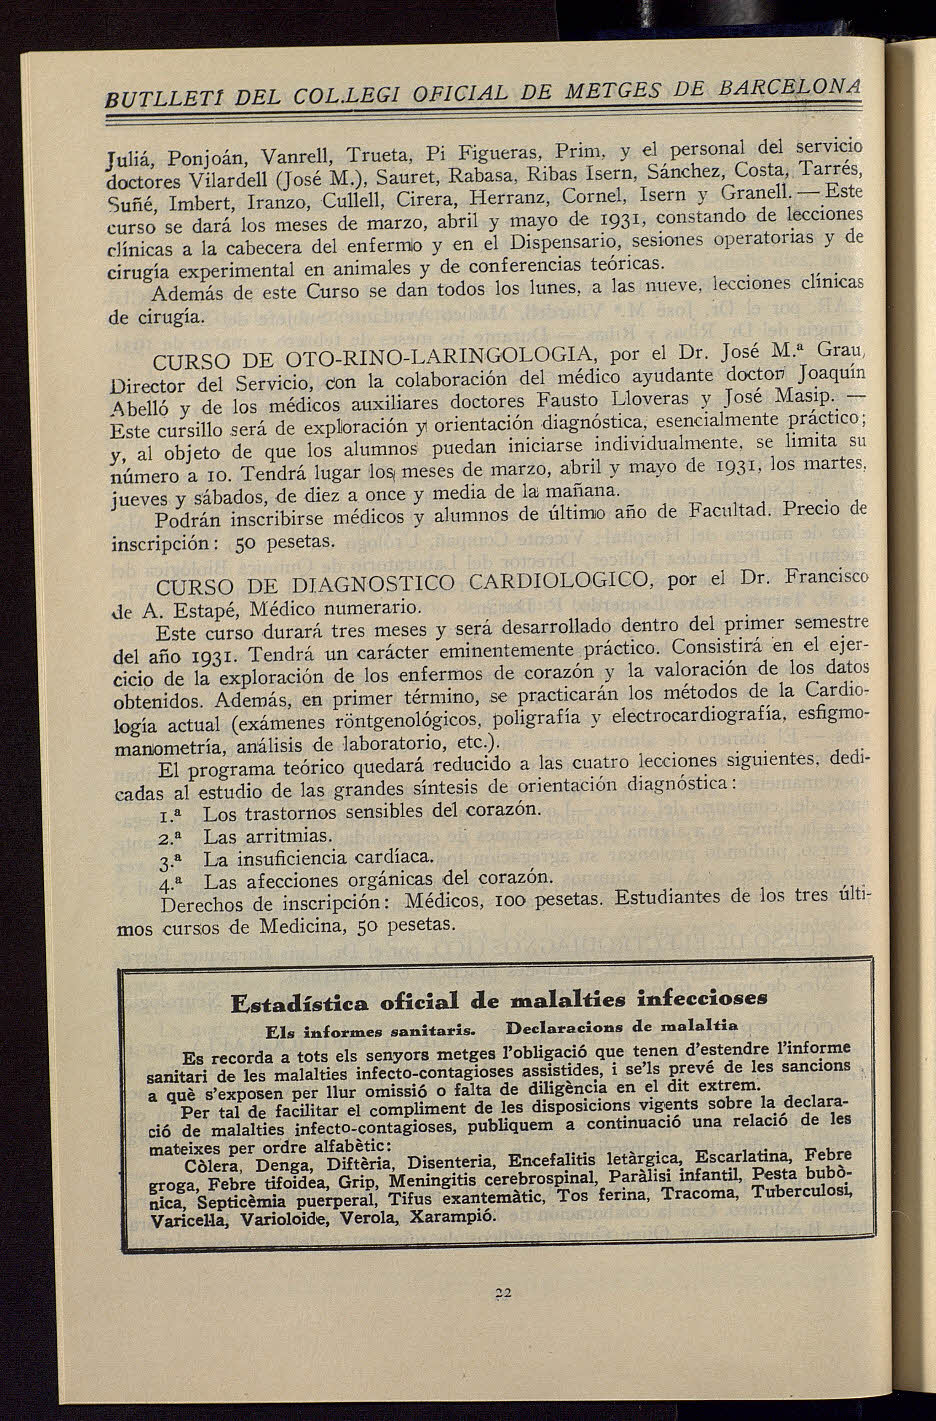 BUTLLETÍ DEL COL.LEGI OFICIAL DE METGES DE BARCELONA
Juliá, Ponjoán, Vanrell, Trueta, Pi Figueras, Prim, y el personal del servicio
doctores Vilardell (José M.), Sauret, Rabasa, Ribas Isern, Sánchez, Costa, Tarrés,
Suñé, Imbert, Iranzo, Cullell, Cirera, Herranz, Cornel, Isern y Granell. — Este
curso se dará los meses de marzo, abril y mayo de 1931, constando de lecciones
clínicas a la cabecera del enfermo y en el Dispensario, sesiones operatorias y de
cirugía experimental en animales y de conferencias teóricas.
Además de este Curso se dan todos los lunes, a las nueve, lecciones clínicas
de cirugía.
CURSO DE OTO-RINO-LARINGOLOGIA, por el Dr. José M.ª Grau,
Director del Servicio, con la colaboración del médico ayudante doctor Joaquín
Abelló y de los médicos auxiliares doctores Fausto Lloveras y José Masip. —
Este cursillo será de exploración y orientación diagnóstica, esencialmente práctico;
y, al objeto de que los alumnos puedan iniciarse individualmente, se limita su
número a 10. Tendrá lugar los meses de marzo, abril y mayo de 1931, los martes,
jueves y sábados, de diez a once y media de la mañana.
Podrán inscribirse médicos y alumnos de último año de Facultad. Precio de
inscripción: 50 pesetas.
CURSO DE DIAGNOSTICO CARDIOLOGICO, por el Dr. Francisco
de A. Estapé, Médico numerario.
Este curso durará tres meses y será desarrollado dentro del primer semestre
del año 1931. Tendrá un carácter eminentemente práctico. Consistirá en el ejer-
cicio de la exploración de los enfermos de corazón y la valoración de los datos
obtenidos. Además, en primer término, se practicarán los métodos de la Cardio-
logía actual (exámenes röntgenológicos, poligrafía y electrocardiografía, esfigmo-
manometría, análisis de laboratorio, etc.).
El programa teórico quedará reducido a las cuatro lecciones siguientes, dedi-
cadas al estudio de las grandes síntesis de orientación diagnóstica:
1.ª Los trastornos sensibles del corazón.
2.ª Las arritmias.
3.ª La insuficiencia cardíaca.
4.ª Las afecciones orgánicas del corazón.
Derechos de inscripción: Médicos, 100 pesetas. Estudiantes de los tres últi-
mos cursos de Medicina, 50 pesetas.
Estadística oficial de malalties infeccioses
Els informes sanitaris. Declaracions de malaltia
Es recorda a tots els senyors metges l'obligació que tenen d'estendre l'informe
sanitari de les malalties infecto-contagioses assistides, i se'ls prevé de les sancions
a què s'exposen per llur omissió o falta de diligència en el dit extrem.
Per tal de facilitar el compliment de les disposicions vigents sobre la declara-
ció de malalties infecto-contagioses, publiquem a continuació una relació de les
mateixes per ordre alfabètic:
Còlera, Denga, Diftèria, Disenteria, Encefalitis letàrgica, Escarlatina, Febre
groga, Febre tifoidea, Grip, Meningitis cerebrospinal, Paràlisi infantil, Pesta bubò-
nica, Septicèmia puerperal, Tifus exantemàtic, Tos ferina, Tracoma, Tuberculosi,
Varicella, Varioloide, Verola, Xarampió.
22